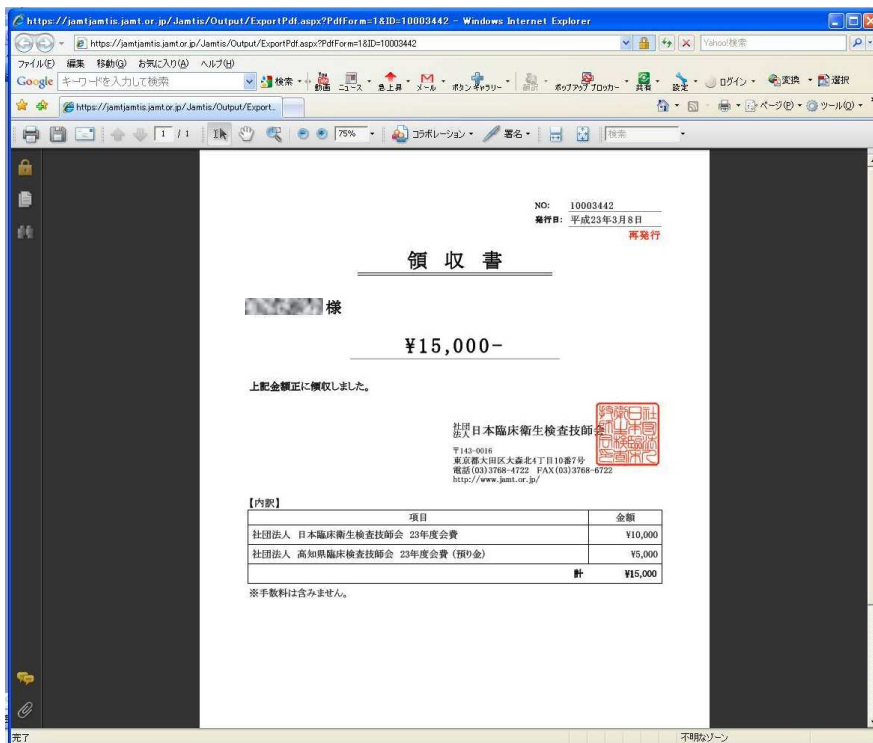 https://jamtjamtis.jamt.or.jp/Jamtis/Output/ExportPdf.aspx?PdfForm=1&ID=10003442 - Windows Internet Explorer
https://jamtjamtis.jamt.or.jp/Jamtis/Output/ExportPdf.aspx?PdfForm=1&ID=10003442 Yahoo!検索
ファイル(F) 編集 移動(G) お気に入り(A) ヘルプ(H)
Google キーワードを入力して検索 検索 動画 ニュース 急上昇 メール ボタンギャラリー 翻訳 ポップアップブロッカー 共有 設定 ログイン 変換 選択
https://jamtjamtis.jamt.or.jp/Jamtis/Output/Export... ページ(P) ツール(O)
1 / 1 75% コラボレーション 署名 検索
NO: 10003442
発行日: 平成23年3月8日
再発行
領収書
様
¥15,000-
上記金額正に領収しました。
社団法人 日本臨床衛生検査技師会
〒143-0016
東京都大田区大森北4丁目10番7号
電話(03)3768-4722 FAX(03)3768-6722
http://www.jamt.or.jp/
【内訳】
項目 金額
社団法人 日本臨床衛生検査技師会 23年度会費 ¥10,000
社団法人 高知県臨床検査技師会 23年度会費 (預り金) ¥5,000
計 ¥15,000
※手数料は含みません。
完了 不明なゾーン